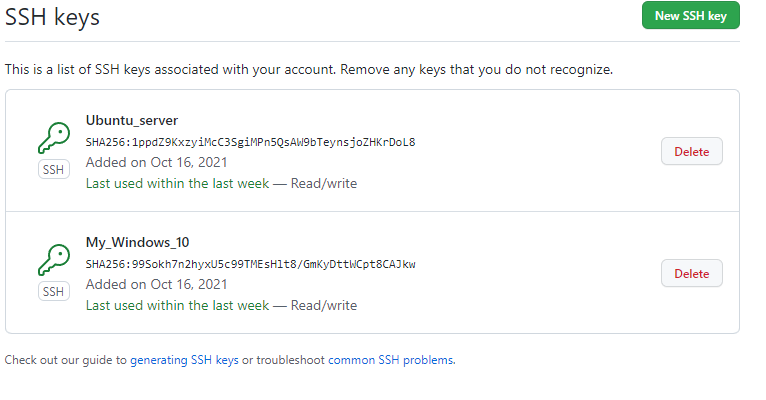 SSH keys
New SSH key
This is a list of SSH keys associated with your account. Remove any keys that you do not recognize.
Ubuntu_server
SHA256:1ppdZ9KxzyiMcC3SgiMPn5QsAW9bTeynsjoZHKrDoL8
Added on Oct 16, 2021
SSH
Last used within the last week — Read/write
Delete
My_Windows_10
SHA256:99Sokh7n2hyxU5c99TMEsHlt8/GmKyDttWCpt8CAJkw
Added on Oct 16, 2021
SSH
Last used within the last week — Read/write
Delete
Check out our guide to generating SSH keys or troubleshoot common SSH problems.